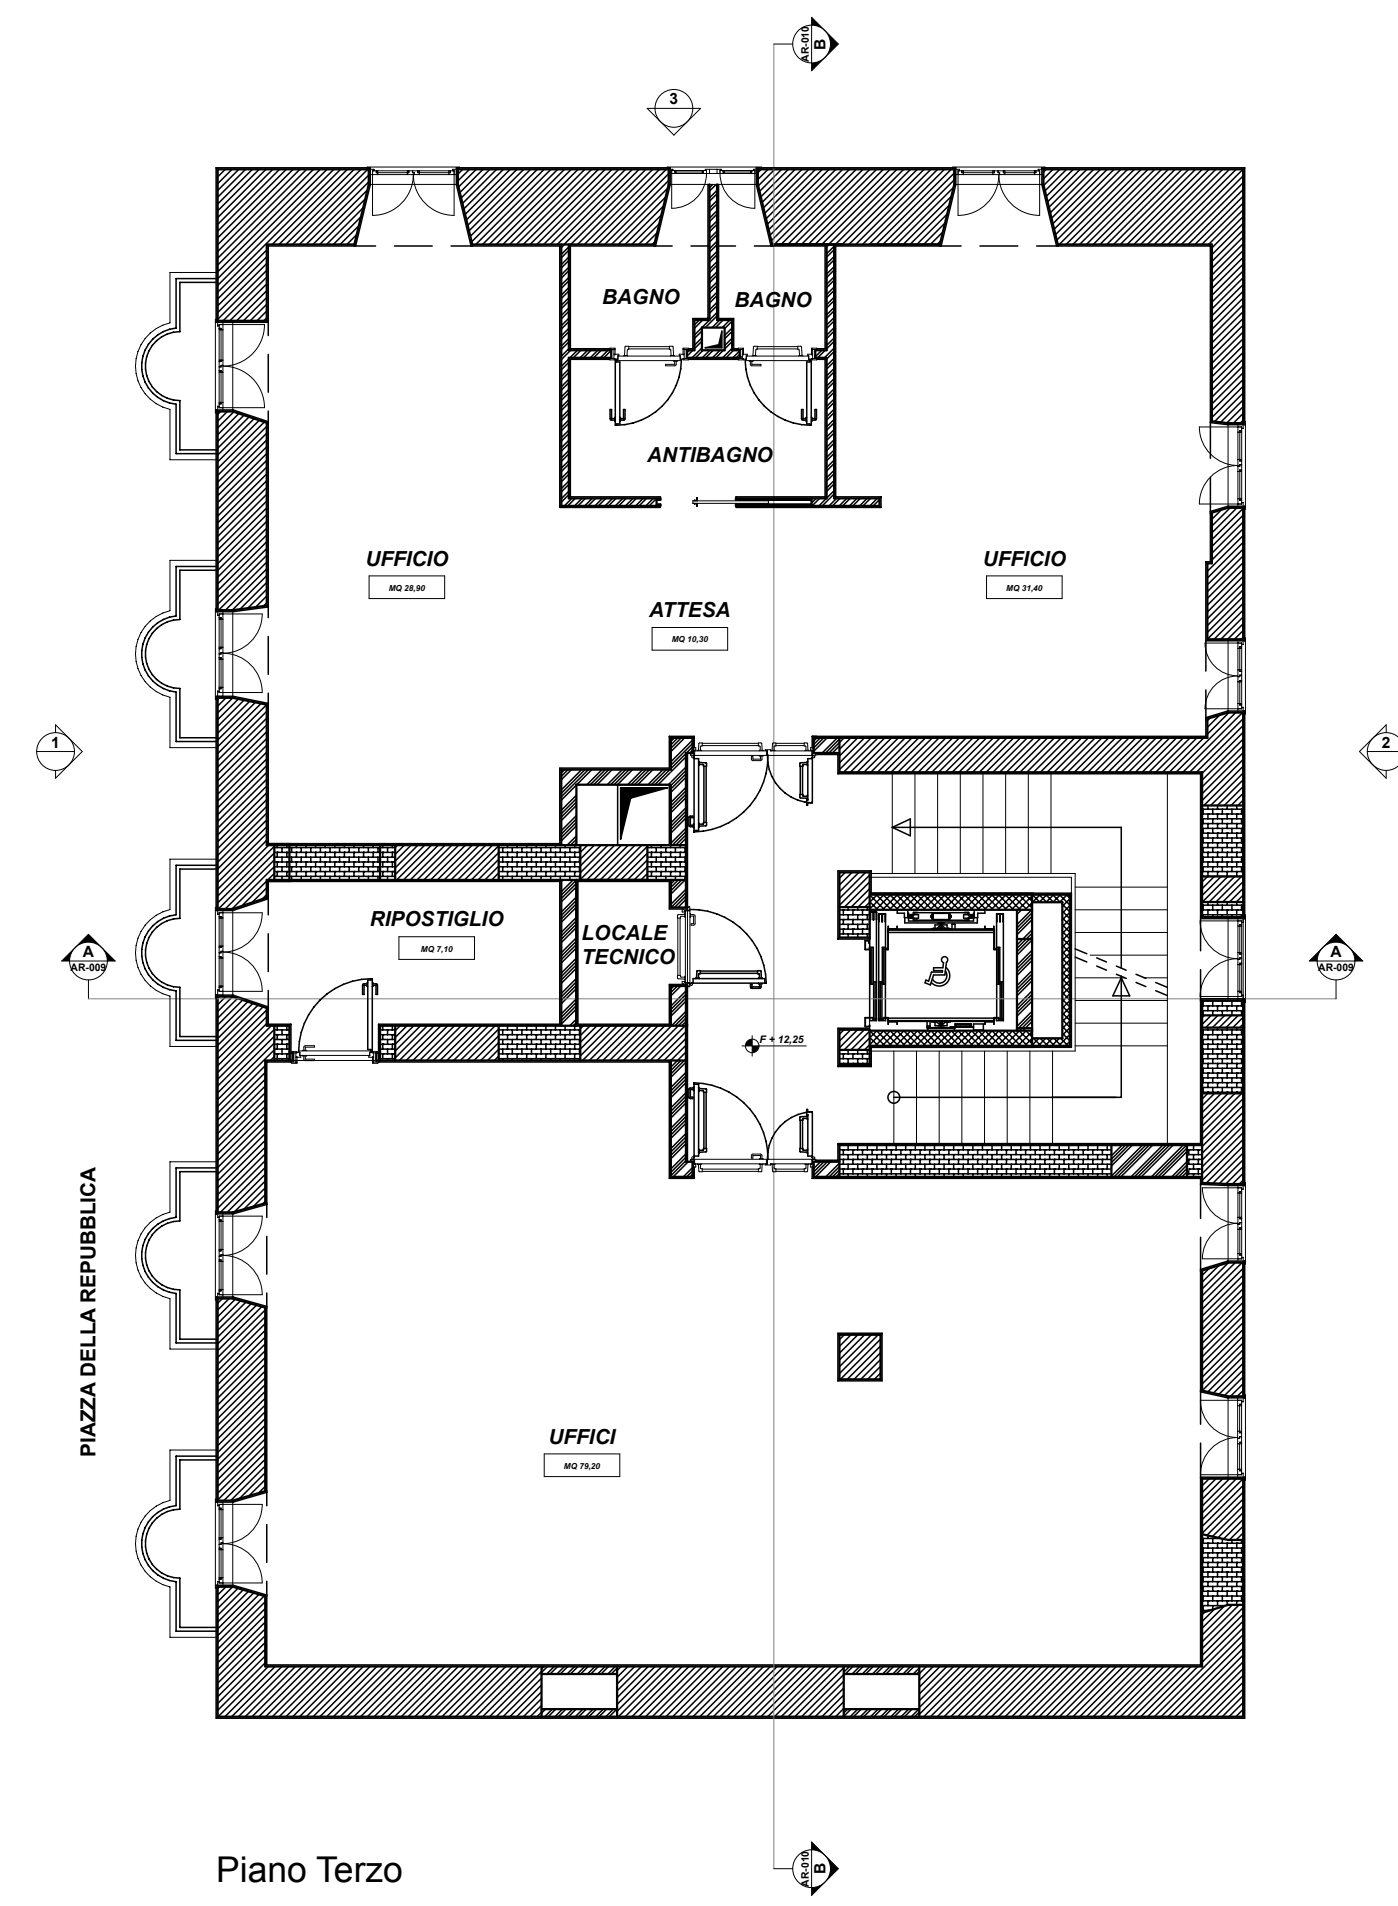 AR-010
B
3
BAGNO
BAGNO
ANTIBAGNO
UFFICIO
MQ 28,90
UFFICIO
MQ 31,40
ATTESA
MQ 10,30
1
2
RIPOSTIGLIO
MQ 7,10
LOCALE
TECNICO
A
AR-009
A
AR-009
F + 12,25
PIAZZA DELLA REPUBBLICA
UFFICI
MQ 79,20
Piano Terzo
AR-010
B